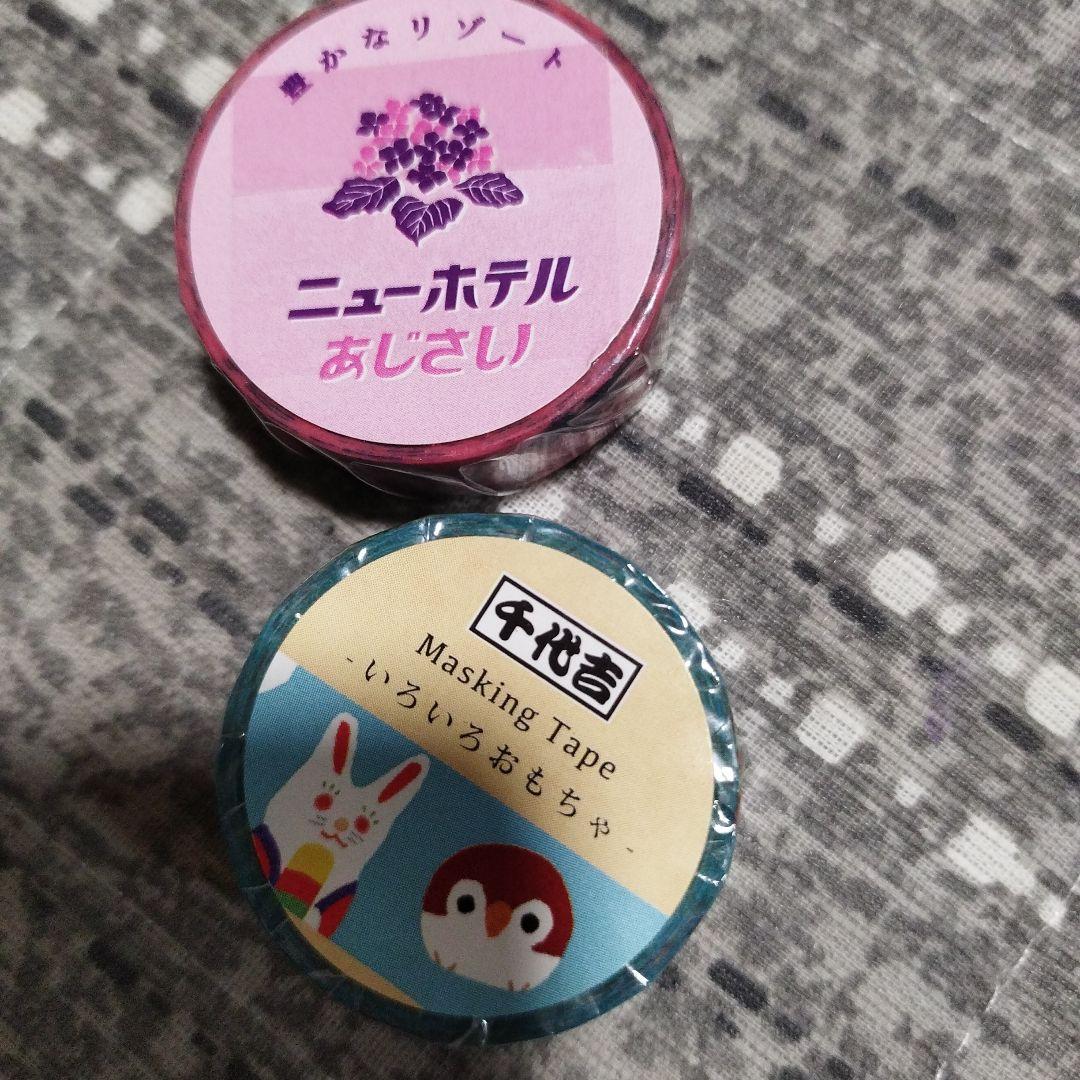 豊かなリゾート
ニューホテル
あじさい
千代吉
Masking Tape
-いろいろおもちゃ-